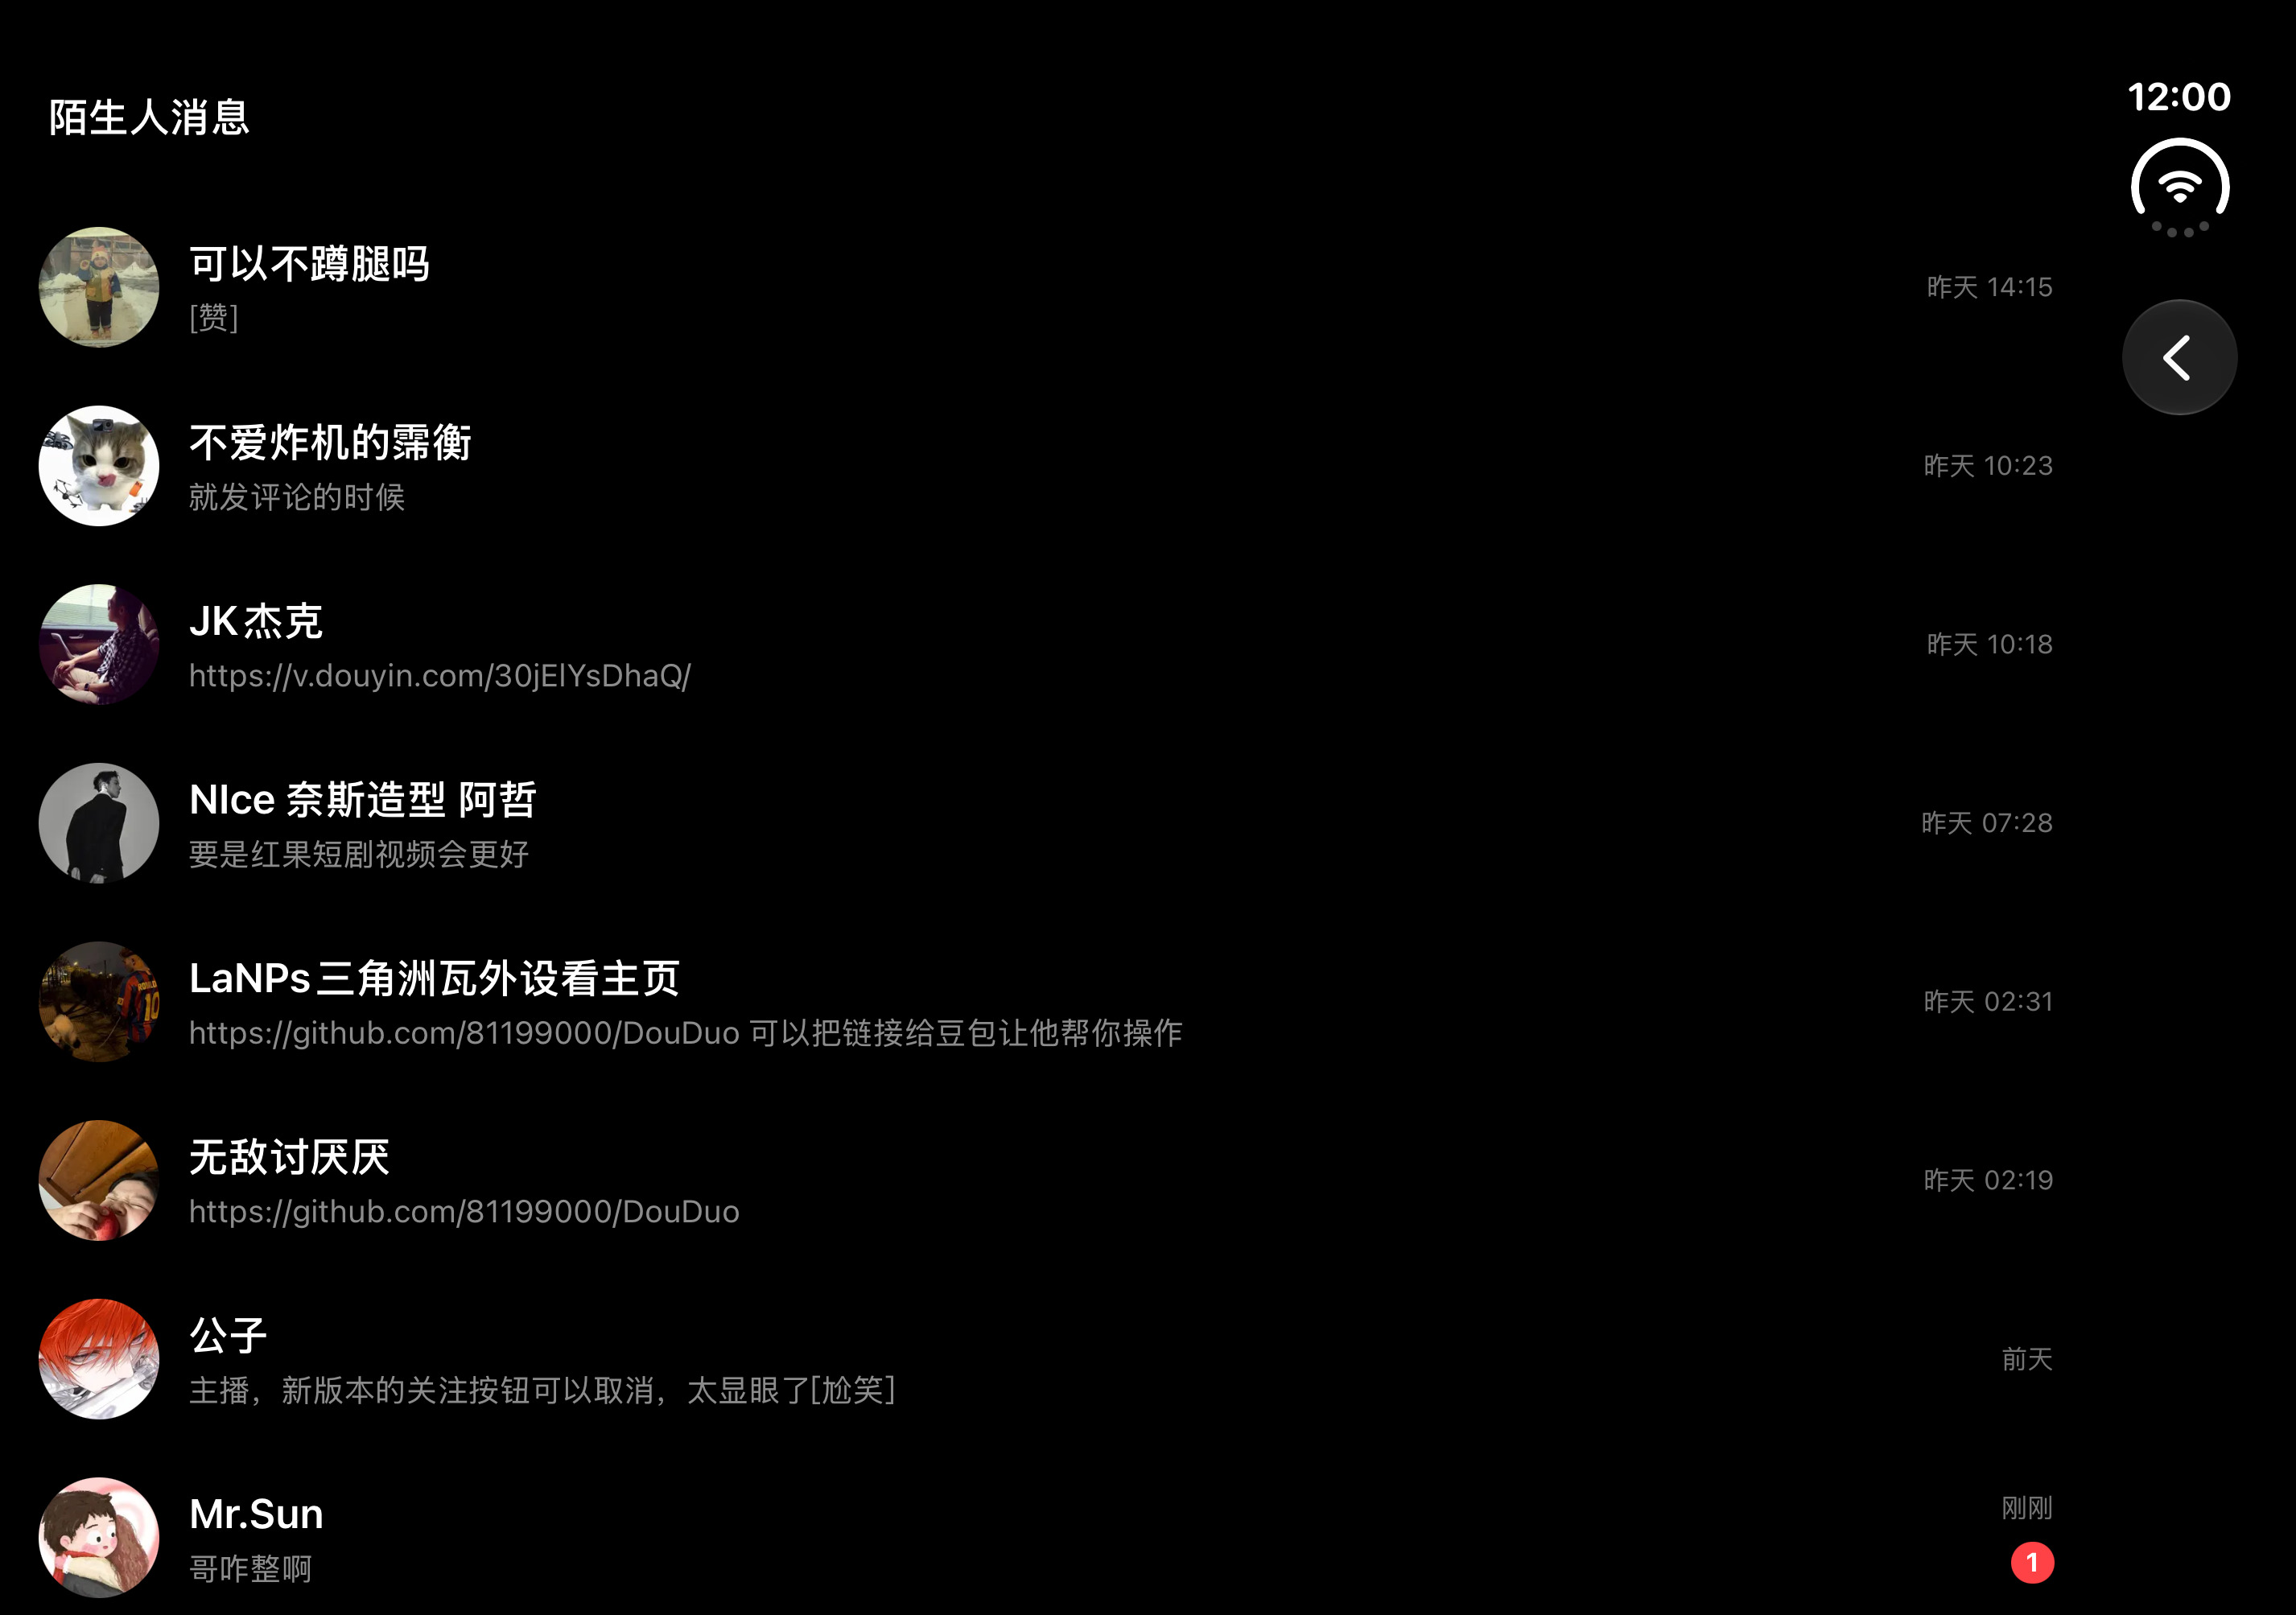 陌生人消息
12:00
可以不蹲腿吗
[赞]
昨天 14:15
不爱炸机的霈衡
就发评论的时候
昨天 10:23
JK杰克
https://v.douyin.com/30jElYsDhaQ/
昨天 10:18
NIce 奈斯造型 阿哲
要是红果短剧视频会更好
昨天 07:28
LaNPs三角洲瓦外设看主页
https://github.com/81199000/DouDuo 可以把链接给豆包让他帮你操作
昨天 02:31
无敌讨厌厌
https://github.com/81199000/DouDuo
昨天 02:19
公子
主播，新版本的关注按钮可以取消，太显眼了[尬笑]
前天
Mr.Sun
哥咋整啊
刚刚
1